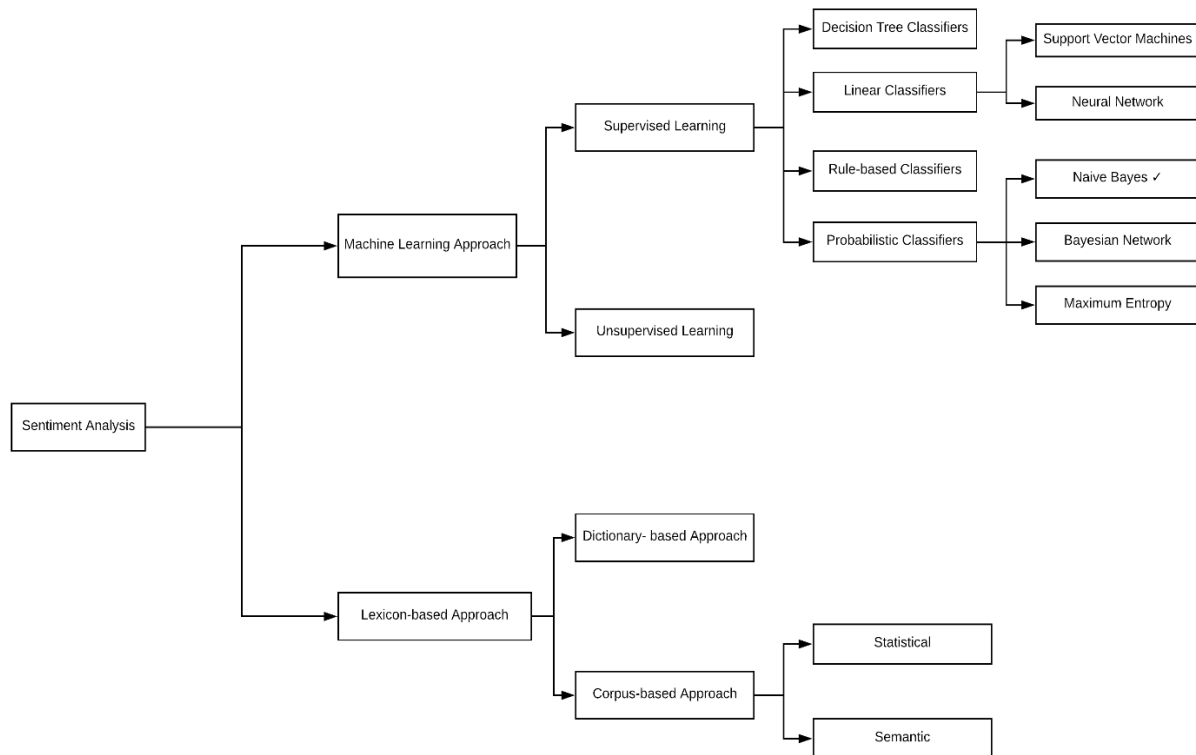 Decision Tree Classifiers
Support Vector Machines
Linear Classifiers
Neural Network
Supervised Learning
Rule-based Classifiers
Naive Bayes ✓
Machine Learning Approach
Probabilistic Classifiers
Bayesian Network
Maximum Entropy
Unsupervised Learning
Sentiment Analysis
Dictionary- based Approach
Lexicon-based Approach
Statistical
Corpus-based Approach
Semantic